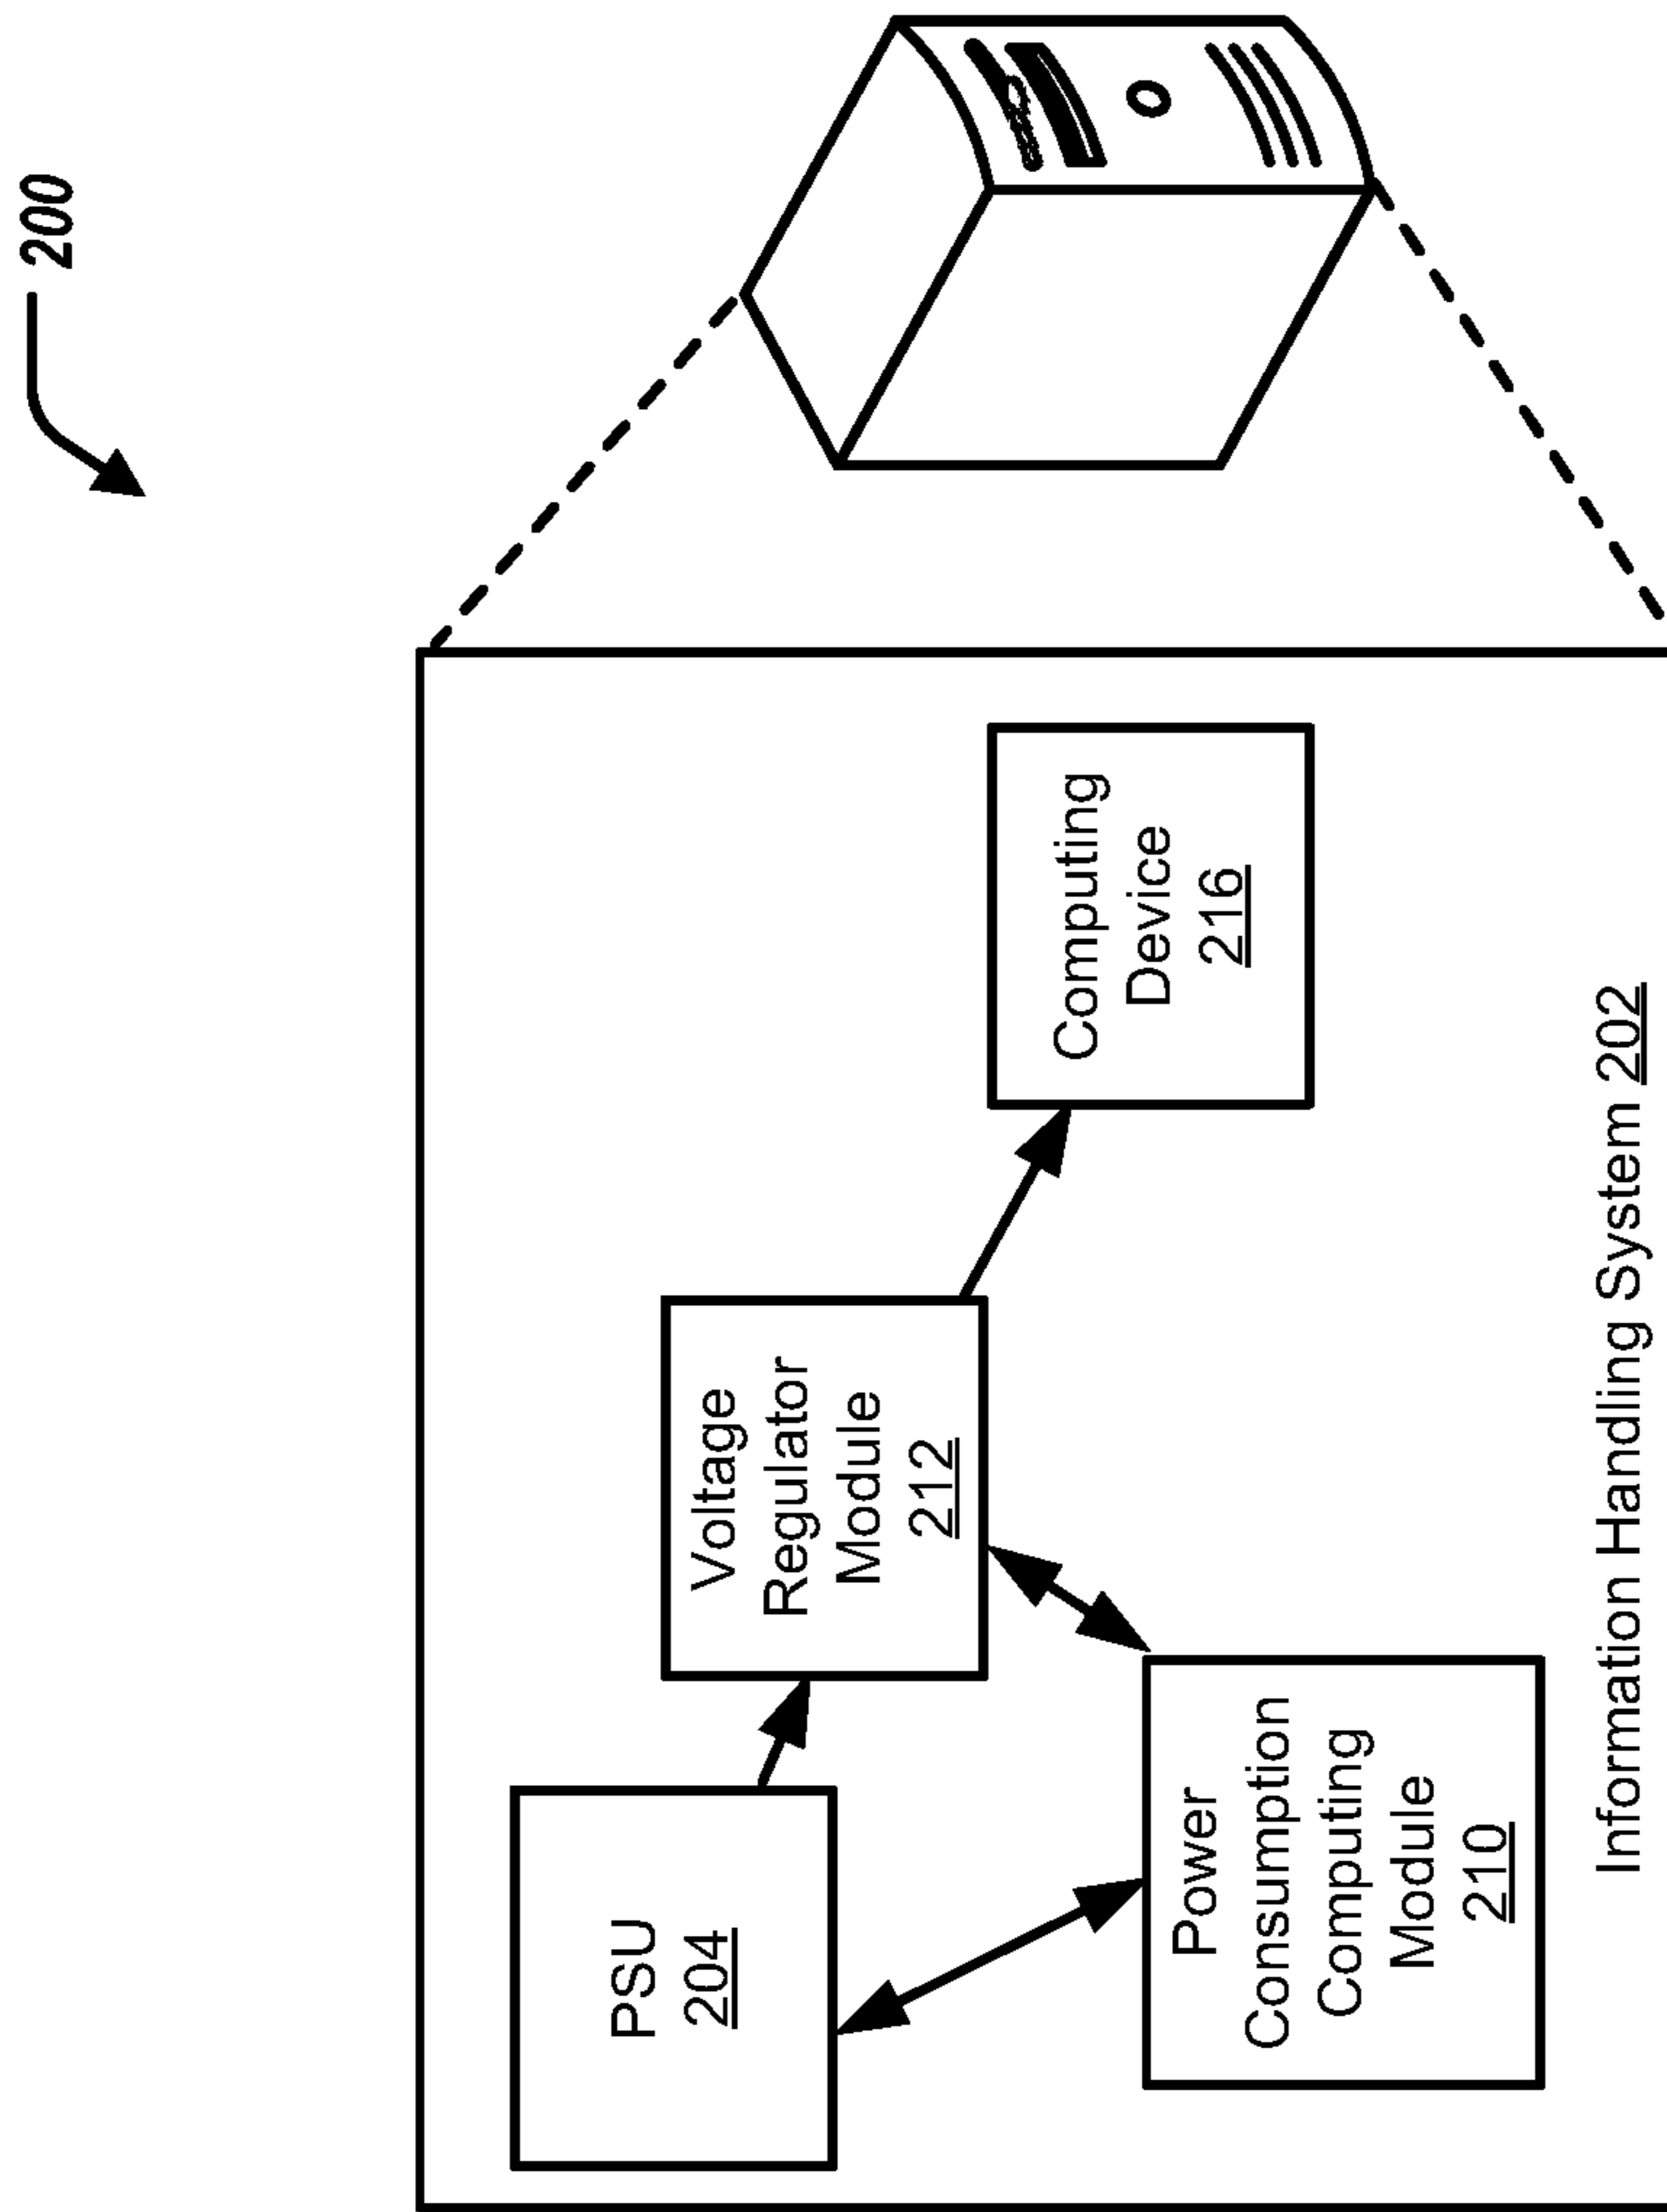 200
PSU
204
Voltage
Regulator
Module
212
Computing
Device
216
Power
Consumption
Computing
Module
210
Information Handling System 202